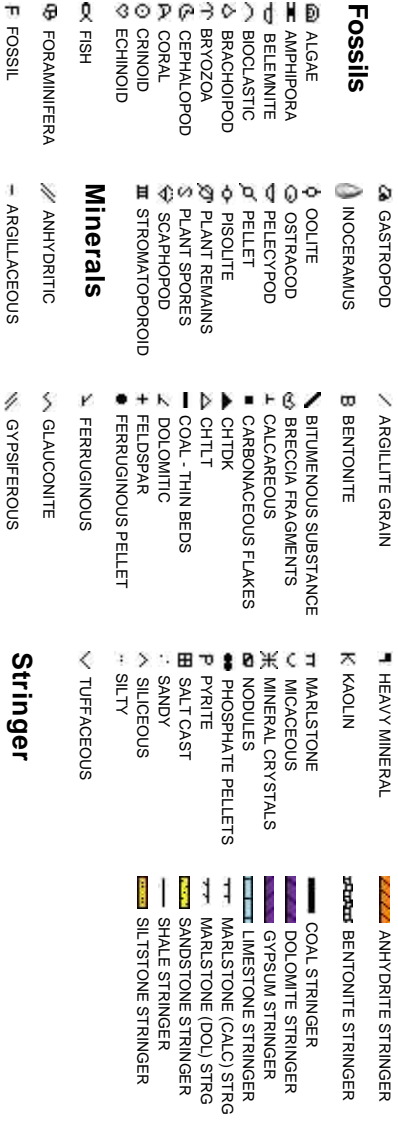 Fossils
ALGAE
AMPHIPORA
BELEMNITE
BIOCLASTIC
BRACHOIPOD
BRYOZOA
CEPHALOPOD
CORAL
CRINOID
ECHINOID
FISH
FORAMINIFERA
F FOSSIL
GASTROPOD
INOCERAMUS
OOLITE
OSTRACOD
PELECYPOD
PELLET
PISOLITE
PLANT REMAINS
PLANT SPORES
SCAPHOPOD
STROMATOPOROID
Minerals
ANHYDRITIC
ARGILLACEOUS
ARGILLITE GRAIN
B BENTONITE
BITUMENOUS SUBSTANCE
BRECCIA FRAGMENTS
CALCAREOUS
CARBONACEOUS FLAKES
CHTDK
CHTLT
COAL - THIN BEDS
DOLOMITIC
FELDSPAR
FERRUGINOUS PELLET
FERRUGINOUS
GLAUCONITE
GYPSIFEROUS
HEAVY MINERAL
K KAOLIN
MARLSTONE
MICACEOUS
MINERAL CRYSTALS
NODULES
PHOSPHATE PELLETS
P PYRITE
SALT CAST
SANDY
SILICEOUS
SILTY
TUFFACEOUS
Stringer
ANHYDRITE STRINGER
BENTONITE STRINGER
COAL STRINGER
DOLOMITE STRINGER
GYPSUM STRINGER
LIMESTONE STRINGER
MARLSTONE (CALC) STRG
MARLSTONE (DOL) STRG
SANDSTONE STRINGER
SHALE STRINGER
SILTSTONE STRINGER